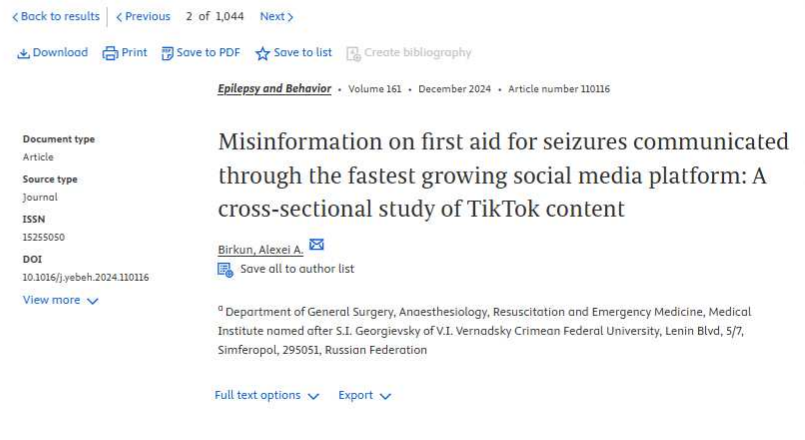 Back to results Previous 2 of 1,044 Next
Download Print Save to PDF Save to list Create bibliography
Epilepsy and Behavior • Volume 161 • December 2024 • Article number 110116
Document type
Article
Source type
Journal
ISSN
15255050
DOI
10.1016/j.yebeh.2024.110116
View more
Misinformation on first aid for seizures communicated
through the fastest growing social media platform: A
cross-sectional study of TikTok content
Birkun, Alexei A.
Save all to author list
a Department of General Surgery, Anaesthesiology, Resuscitation and Emergency Medicine, Medical
Institute named after S.I. Georgievsky of V.I. Vernadsky Crimean Federal University, Lenin Blvd, 5/7,
Simferopol, 295051, Russian Federation
Full text options Export